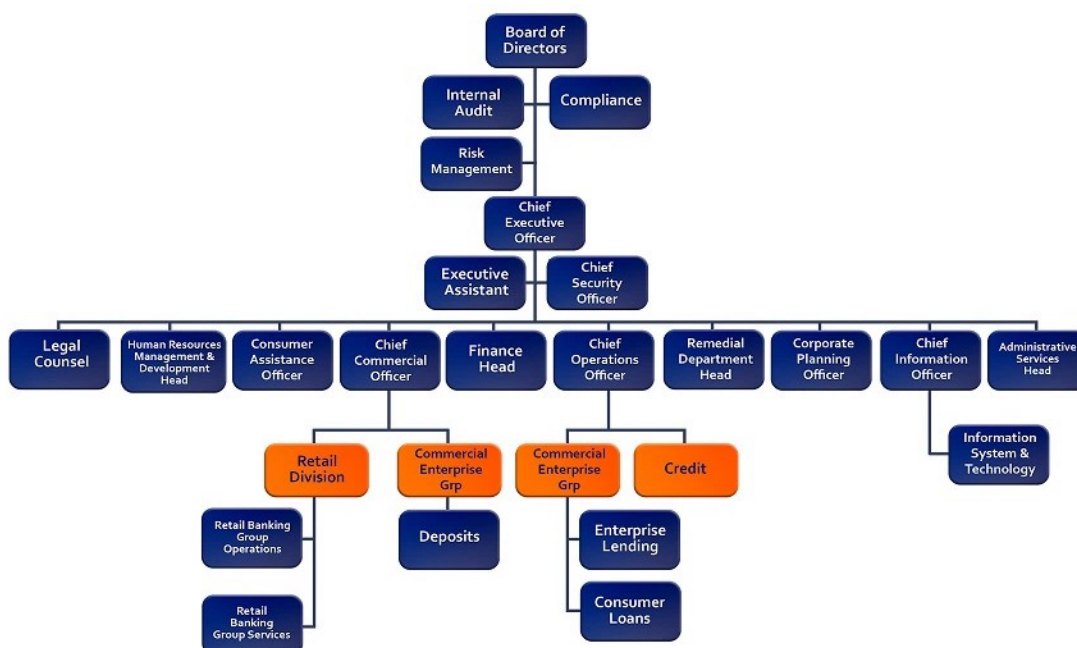 Board of
Directors
Internal
Audit
Compliance
Risk
Management
Chief
Executive
Officer
Executive
Assistant
Chief
Security
Officer
Legal
Counsel
Human Resources
Management &
Development
Head
Consumer
Assistance
Officer
Chief
Commercial
Officer
Finance
Head
Chief
Operations
Officer
Remedial
Department
Head
Corporate
Planning
Officer
Chief
Information
Officer
Administrative
Services
Head
Retail
Division
Commercial
Enterprise
Grp
Commercial
Enterprise
Grp
Credit
Information
System &
Technology
Retail Banking
Group
Operations
Deposits
Enterprise
Lending
Retail
Banking
Group Services
Consumer
Loans